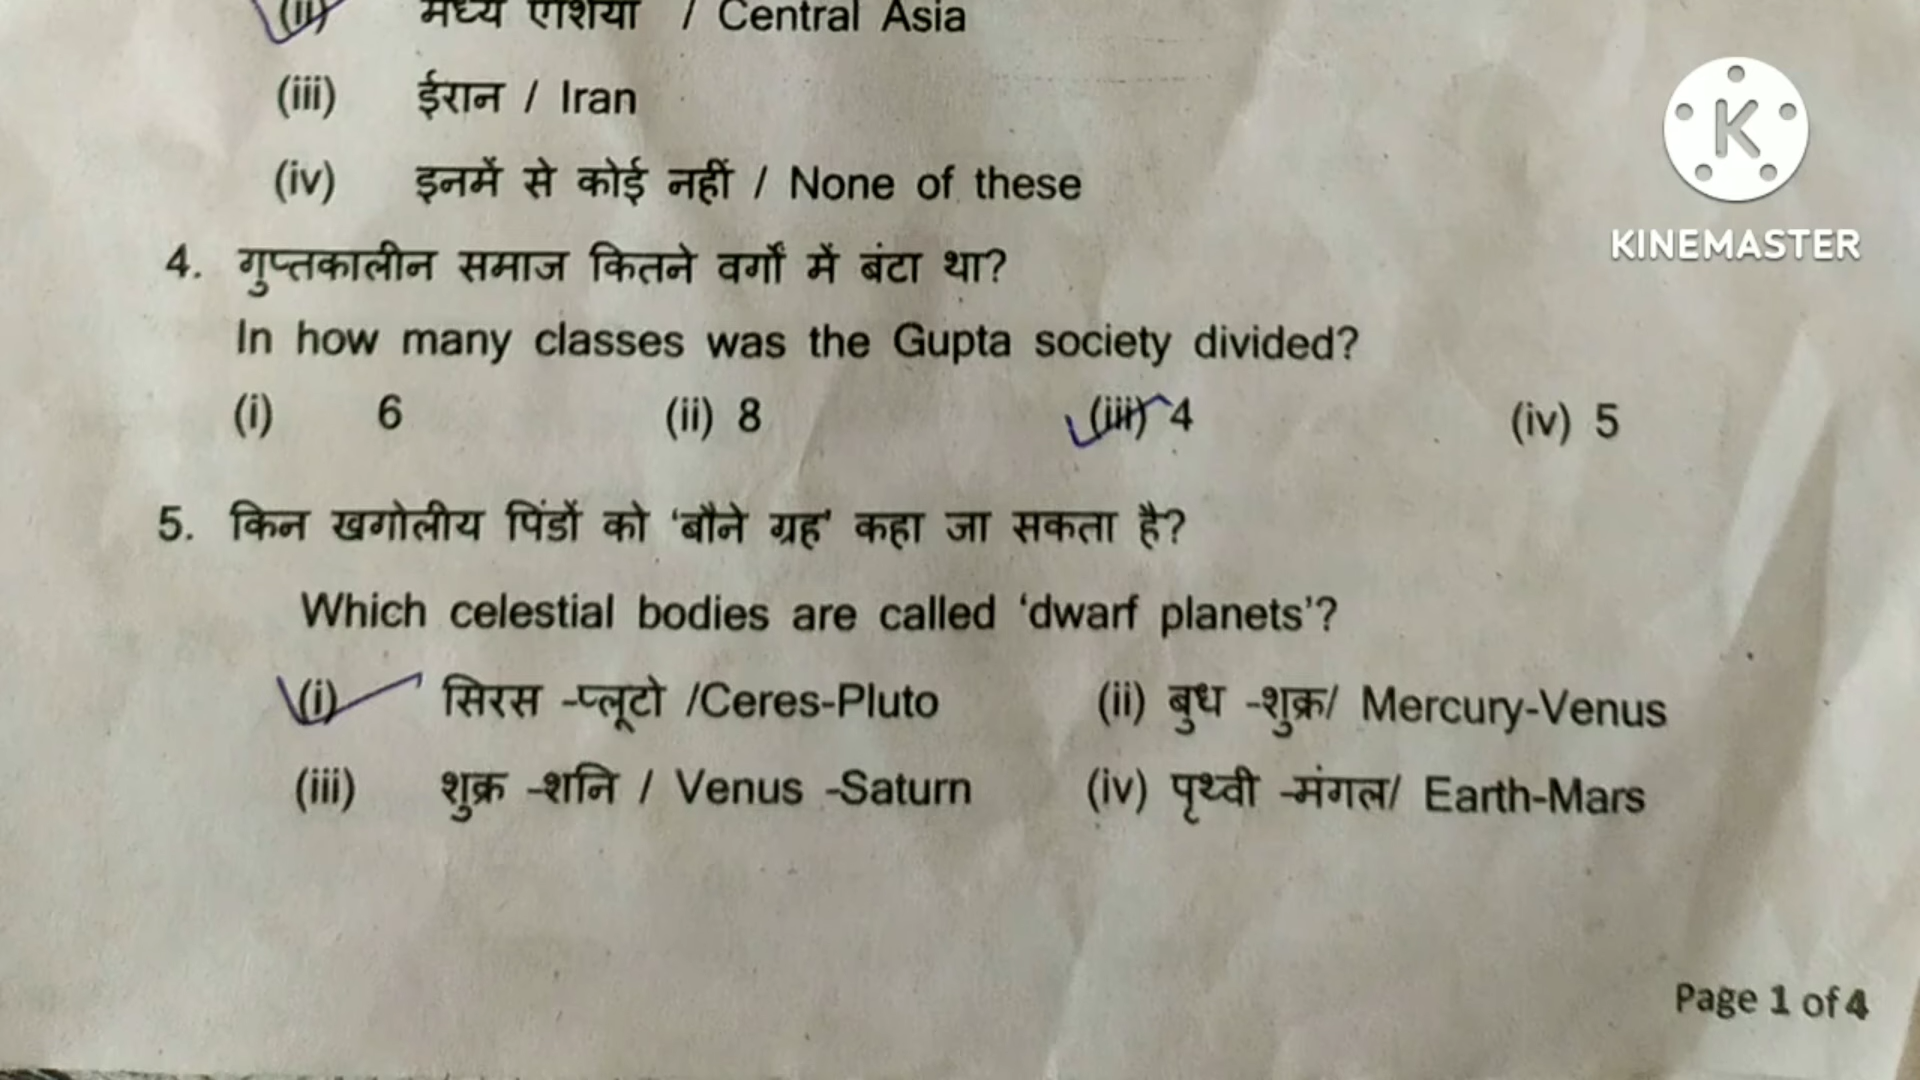 (ii) मध्य एशिया / Central Asia
(iii) ईरान / Iran
(iv) इनमें से कोई नहीं / None of these
K
KINEMASTER
4. गुप्तकालीन समाज कितने वर्गों में बंटा था?
In how many classes was the Gupta society divided?
(i) 6 (ii) 8 (iii) 4 (iv) 5
5. किन खगोलीय पिंडों को ‘बौने ग्रह’ कहा जा सकता है?
Which celestial bodies are called ‘dwarf planets’?
(i) सिरस -प्लूटो /Ceres-Pluto (ii) बुध -शुक्र/ Mercury-Venus
(iii) शुक्र -शनि / Venus -Saturn (iv) पृथ्वी -मंगल/ Earth-Mars
Page 1 of 4